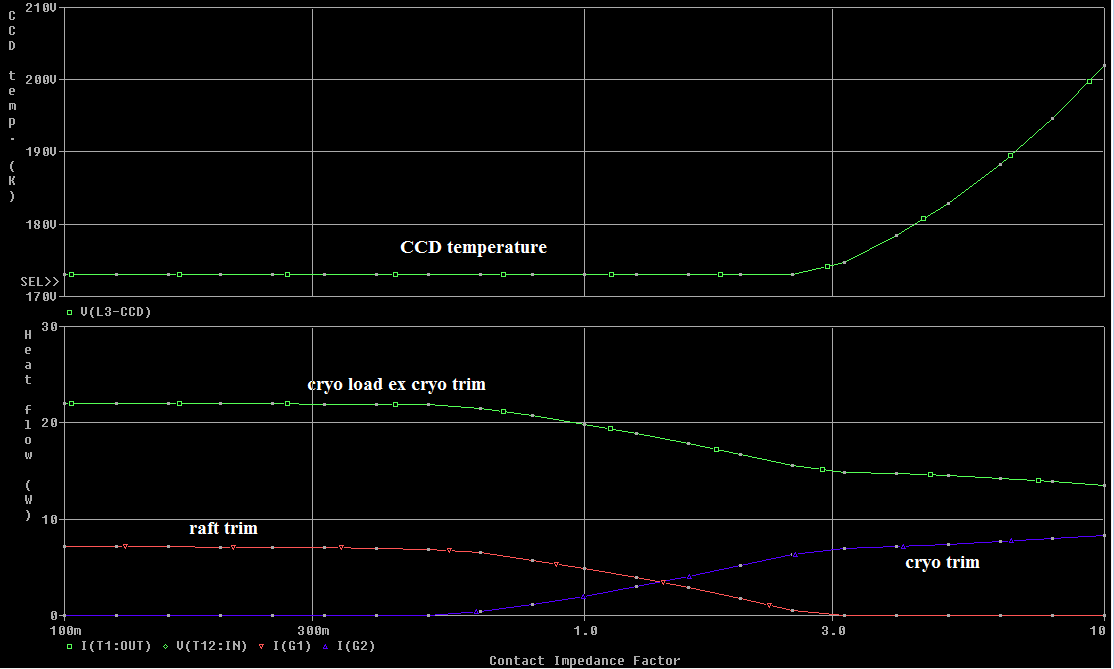 CCD temp. (K)
210V
200V
190V
180V
SEL>>
170V
CCD temperature
V(L3-CCD)
Heat flow (W)
30
20
10
0
cryo load ex cryo trim
raft trim
cryo trim
100m 300m 1.0 3.0 10
I(T1:OUT) V(T12:IN) I(G1) I(G2)
Contact Impedance Factor